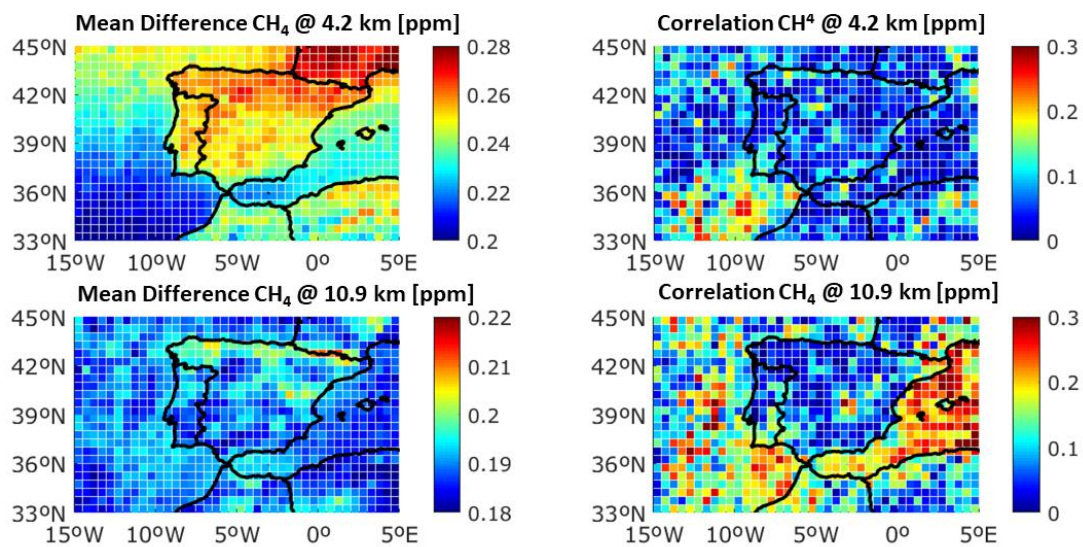 Mean Difference CH₄ @ 4.2 km [ppm]
45ºN
42ºN
39ºN
36ºN
33ºN
15ºW 10ºW 5ºW 0º 5ºE
0.28
0.26
0.24
0.22
0.2
Correlation CH⁴ @ 4.2 km [ppm]
45ºN
42ºN
39ºN
36ºN
33ºN
15ºW 10ºW 5ºW 0º 5ºE
0.3
0.2
0.1
0
Mean Difference CH₄ @ 10.9 km [ppm]
45ºN
42ºN
39ºN
36ºN
33ºN
15ºW 10ºW 5ºW 0º 5ºE
0.22
0.21
0.2
0.19
0.18
Correlation CH₄ @ 10.9 km [ppm]
45ºN
42ºN
39ºN
36ºN
33ºN
15ºW 10ºW 5ºW 0º 5ºE
0.3
0.2
0.1
0